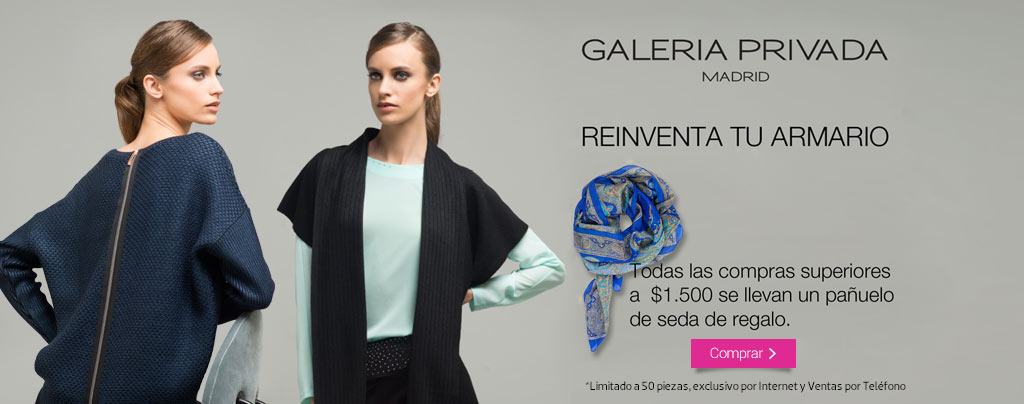 GALERIA PRIVADA
MADRID
REINVENTA TU ARMARIO
Todas las compras superiores
a $1.500 se llevan un pañuelo
de seda de regalo.
Comprar >
*Limitado a 50 piezas, exclusivo por Internet y Ventas por Teléfono